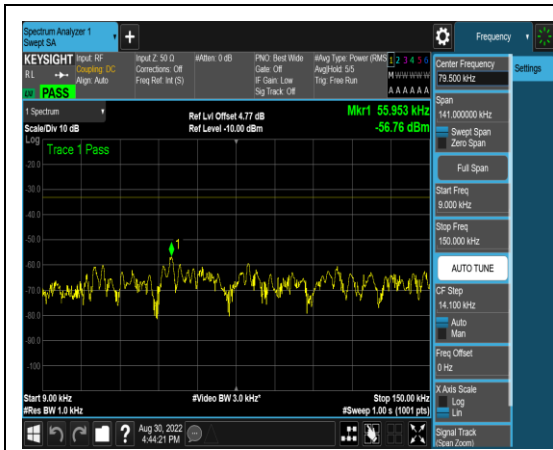 Spectrum Analyzer 1
Swept SA
+
Frequency
KEYSIGHT
RL
PASS
Input: RF
Coupling: DC
Align: Auto
Input Z: 50 Ω
Corrections: Off
Freq Ref: Int (S)
#Atten: 0 dB
PNO: Best Wide
Gate: Off
IF Gain: Low
Sig Track: Off
#Avg Type: Power (RMS
Avg|Hold: 5/5
Trig: Free Run
1 2 3 4 5 6
M W W W W W
A A A A A A
Center Frequency
79.500 kHz
Settings
1 Spectrum
Scale/Div 10 dB
Log
Ref Lvl Offset 4.77 dB
Ref Level -10.00 dBm
Mkr1 55.953 kHz
-56.76 dBm
Trace 1 Pass
1
-20.0
-30.0
-40.0
-50.0
-60.0
-70.0
-80.0
-90.0
-100
Span
141.000000 kHz
Swept Span
Zero Span
Full Span
Start Freq
9.000 kHz
Stop Freq
150.000 kHz
AUTO TUNE
CF Step
14.100 kHz
Auto
Man
Freq Offset
0 Hz
X Axis Scale
Log
Lin
Signal Track
(Span Zoom)
Start 9.00 kHz
#Res BW 1.0 kHz
#Video BW 3.0 kHz*
Stop 150.00 kHz
#Sweep 1.00 s (1001 pts)
?
Aug 30, 2022
4:44:21 PM